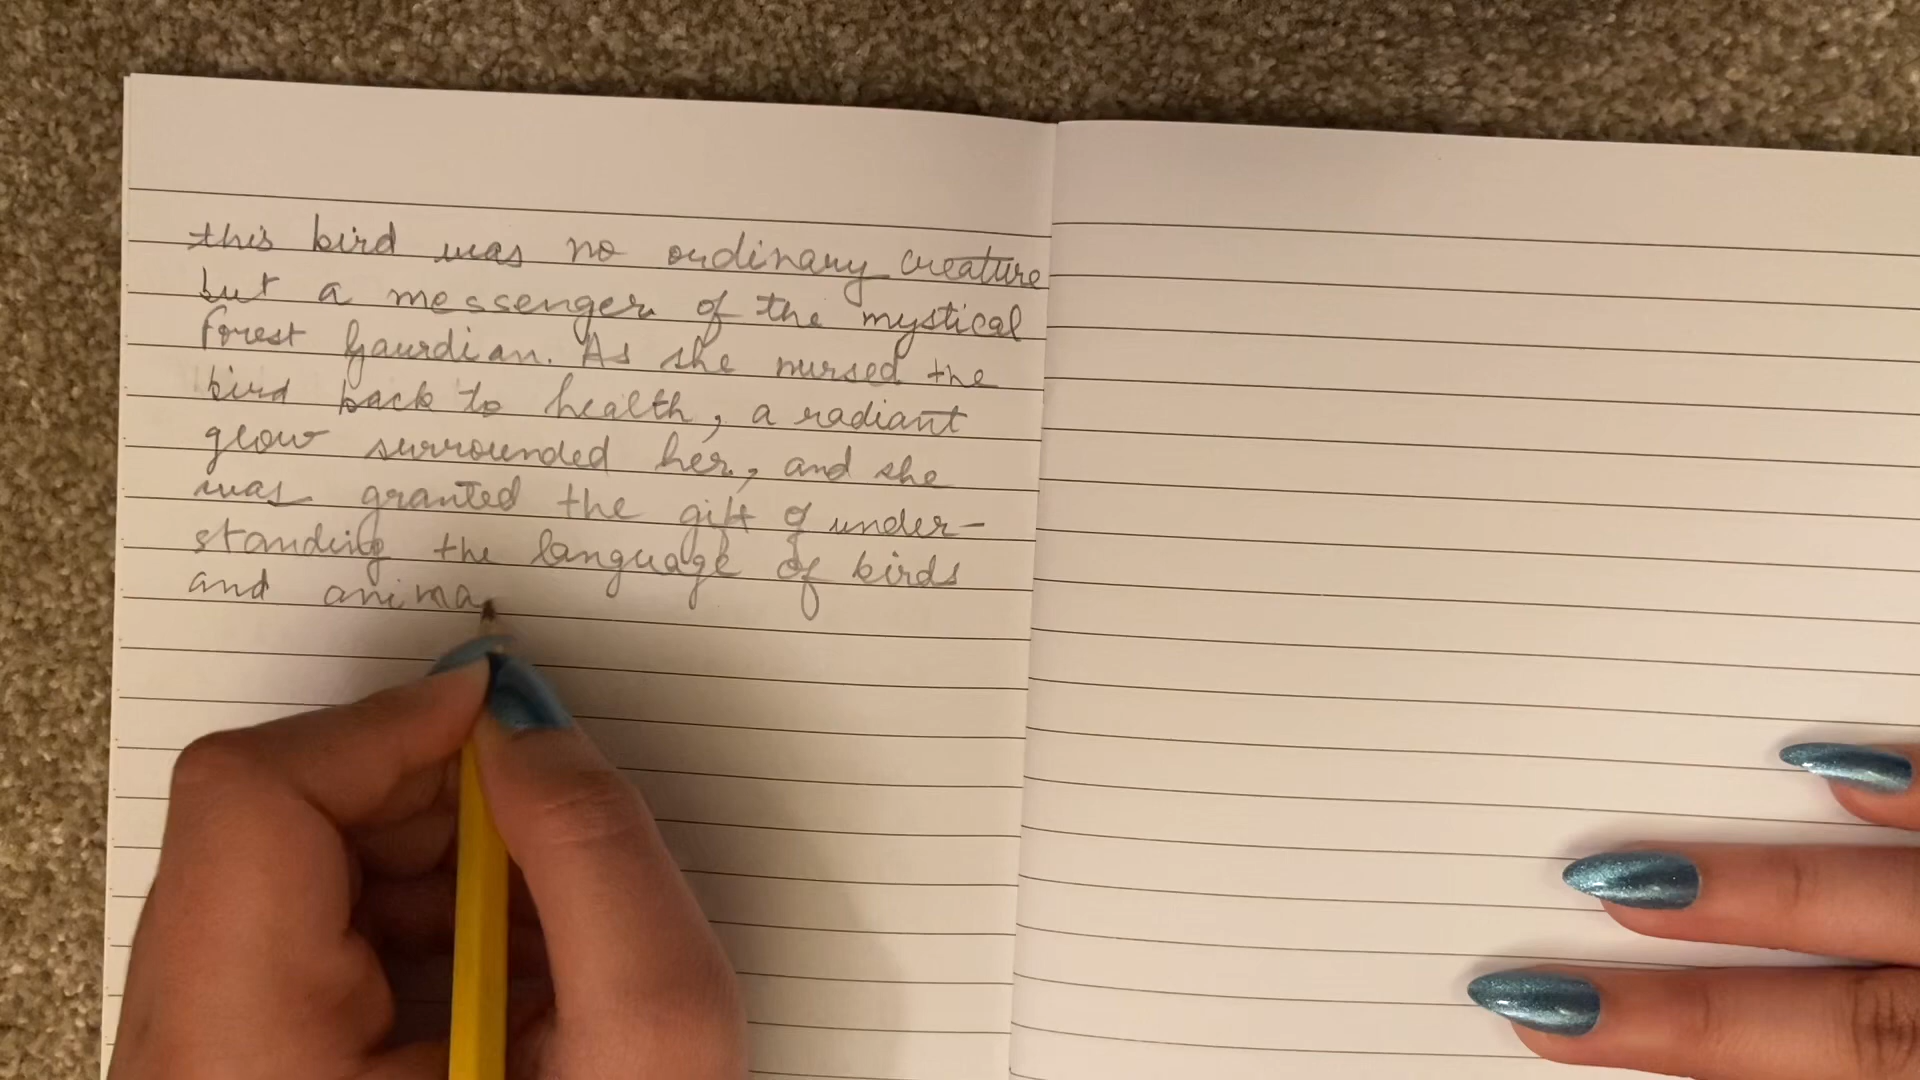 this bird was no ordinary creature
but a messenger of the mystical
forest gaurdian. As she nursed the
bird back to health, a radiant
glow surrounded her, and she
was granted the gift of under-
standing the language of birds
and anima